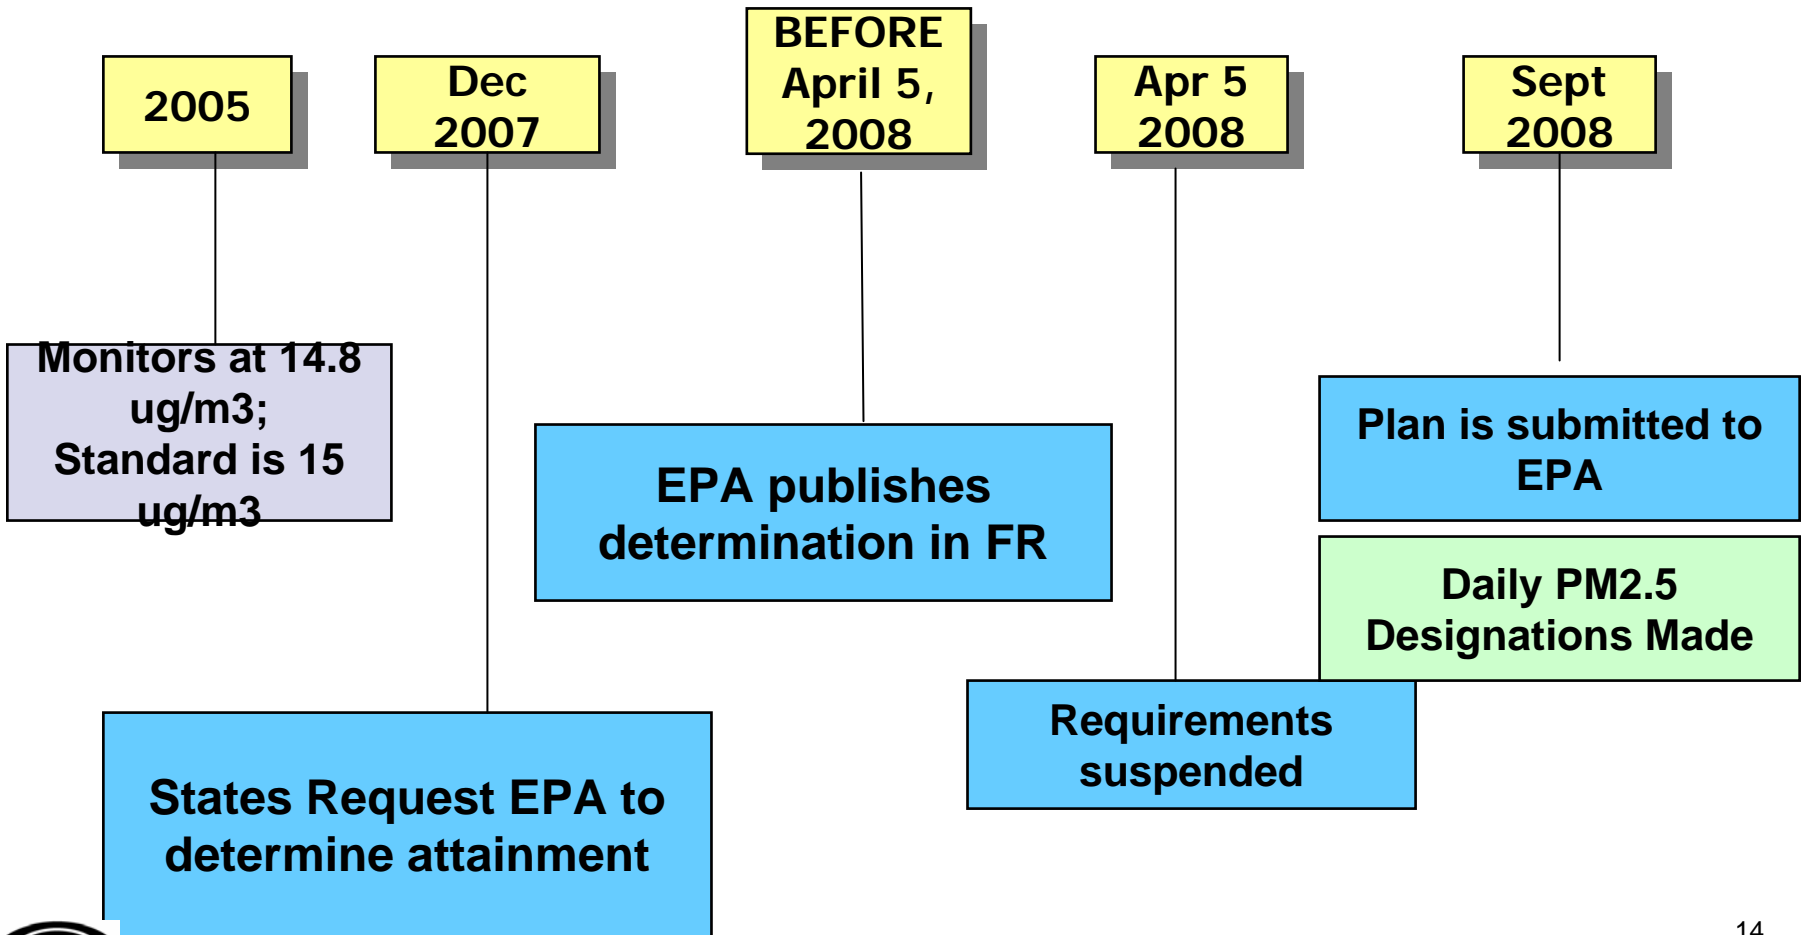 2005
Dec
2007
BEFORE
April 5,
2008
Apr 5
2008
Sept
2008
Monitors at 14.8
ug/m3;
Standard is 15
ug/m3
States Request EPA to
determine attainment
EPA publishes
determination in FR
Requirements
suspended
Plan is submitted to
EPA
Daily PM2.5
Designations Made
14